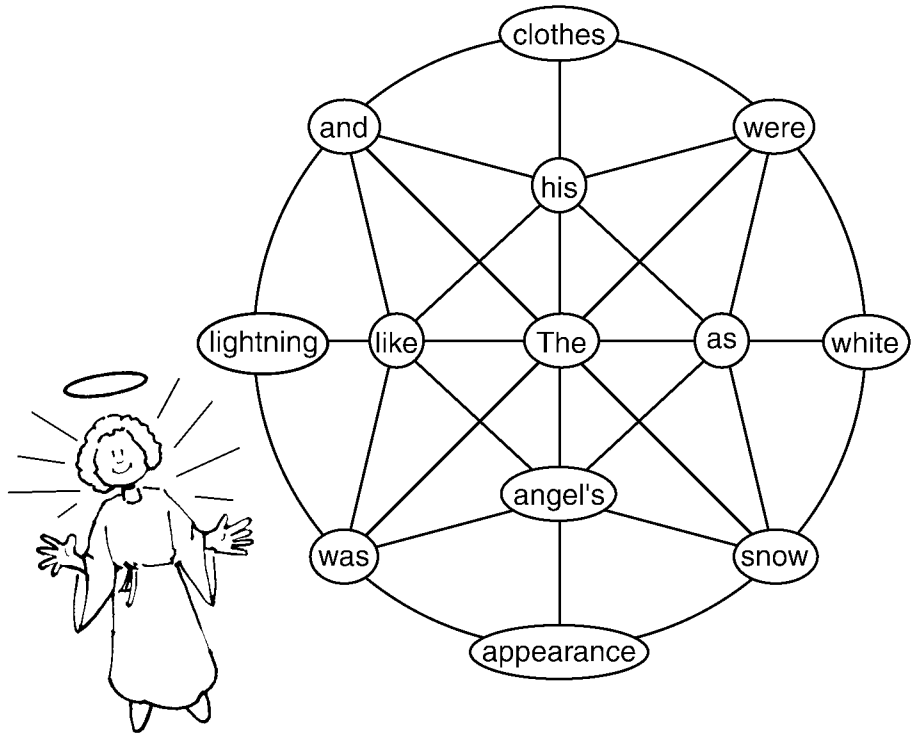 clothes
and
were
his
lightning
like
The
as
white
angel's
was
snow
appearance